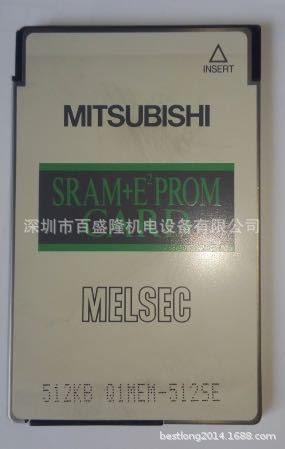 △
INSERT
MITSUBISHI
SRAM+E²PROM
深圳市百盛隆机电设备有限公司
CARD
MELSEC
512KB Q1MEM-512SE
bestlong2014.1688.com